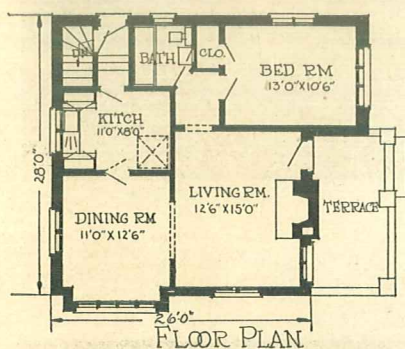 DN
BATH
CLO.
BED RM
13'0"X10'6"
KITCH
11'0"X8'0"
28'0"
LIVING RM.
12'6"X15'0"
TERRACE
DINING RM
11'0"X12'6"
26'0"
FLOOR PLAN